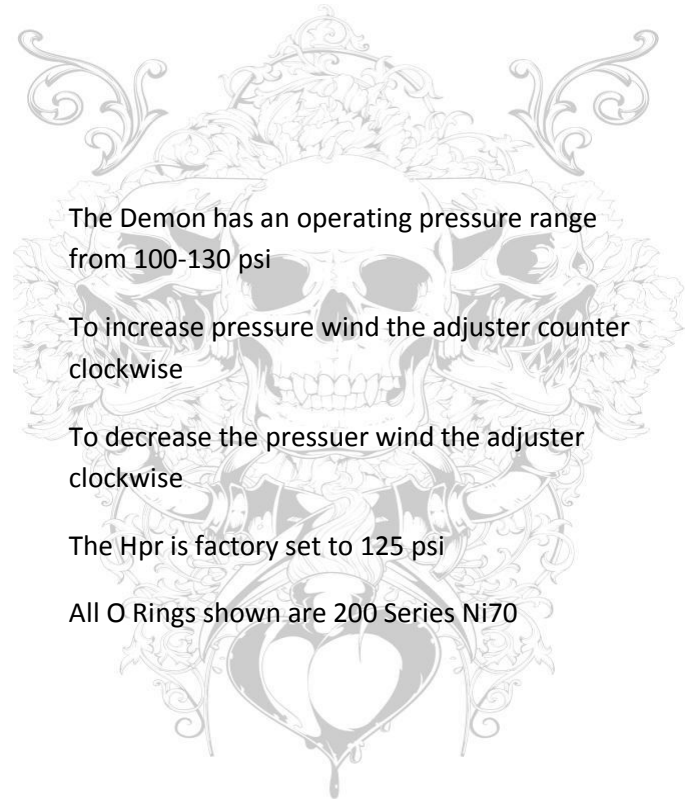 The Demon has an operating pressure range
from 100-130 psi
To increase pressure wind the adjuster counter
clockwise
To decrease the pressuer wind the adjuster
clockwise
The Hpr is factory set to 125 psi
All O Rings shown are 200 Series Ni70